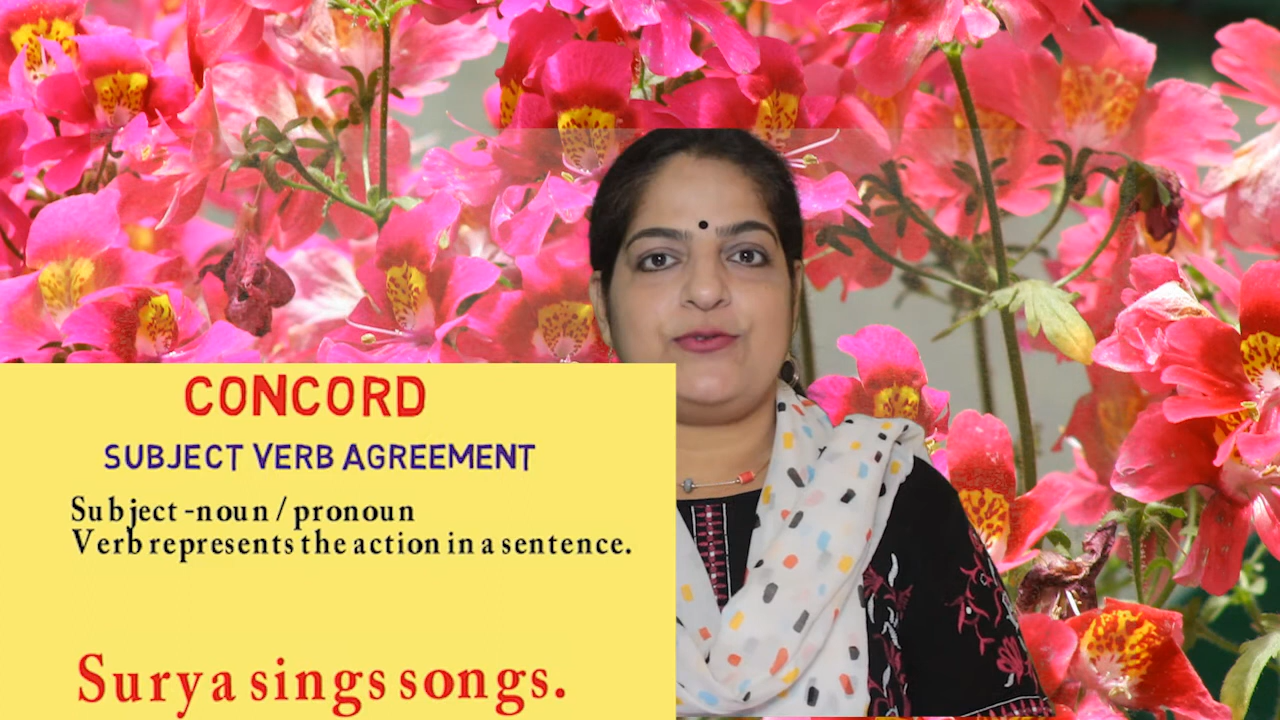 CONCORD
SUBJECT VERB AGREEMENT
Subject-noun/pronoun
Verb represents the action in a sentence.
Surya sings songs.